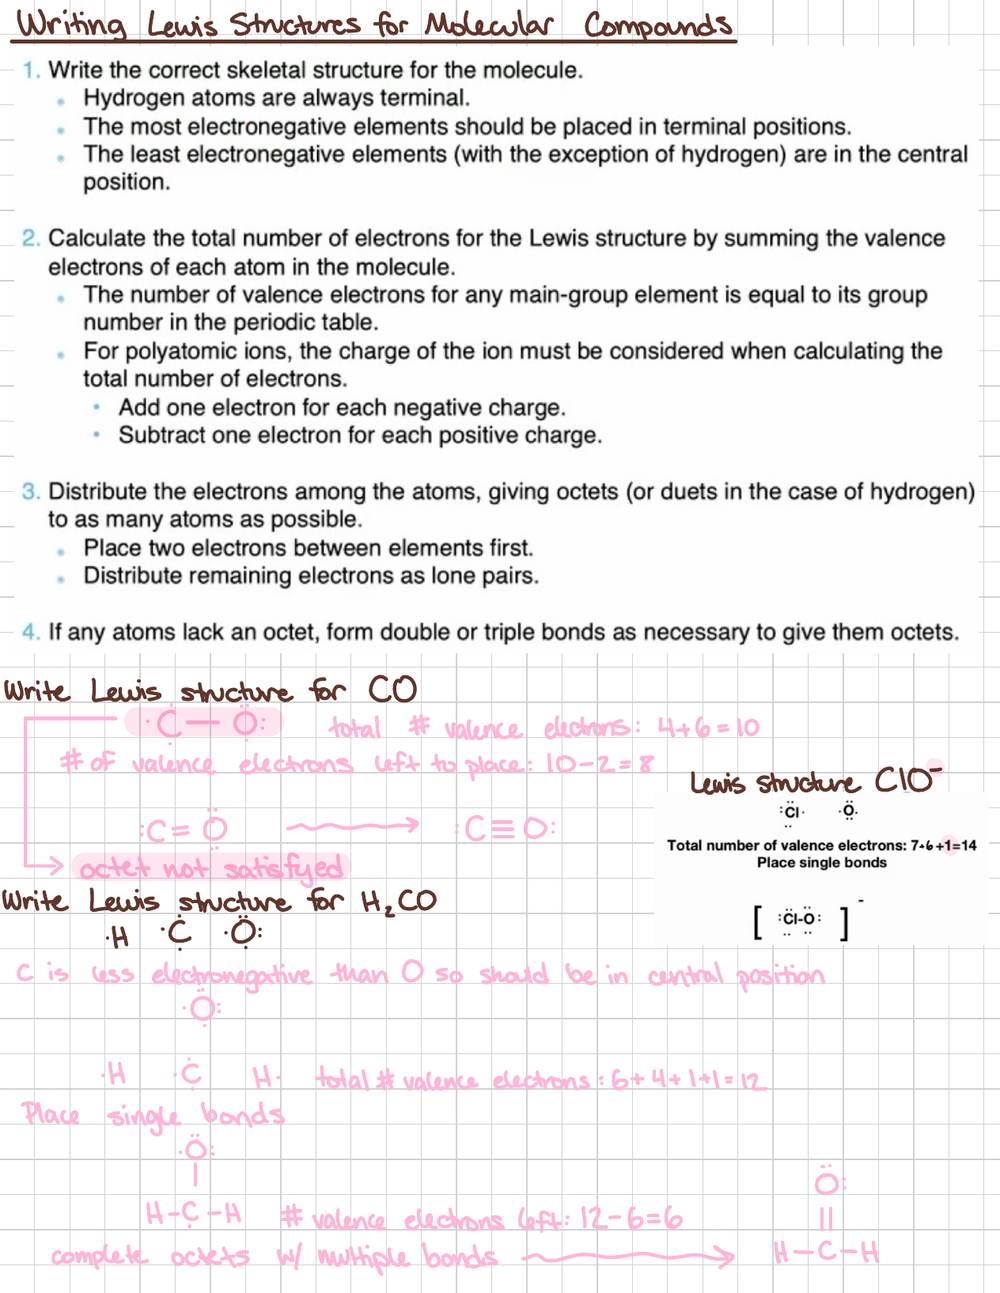 Writing Lewis Structures for Molecular Compounds
1. Write the correct skeletal structure for the molecule.
• Hydrogen atoms are always terminal.
• The most electronegative elements should be placed in terminal positions.
• The least electronegative elements (with the exception of hydrogen) are in the central
position.
2. Calculate the total number of electrons for the Lewis structure by summing the valence
electrons of each atom in the molecule.
• The number of valence electrons for any main-group element is equal to its group
number in the periodic table.
• For polyatomic ions, the charge of the ion must be considered when calculating the
total number of electrons.
• Add one electron for each negative charge.
• Subtract one electron for each positive charge.
3. Distribute the electrons among the atoms, giving octets (or duets in the case of hydrogen)
to as many atoms as possible.
• Place two electrons between elements first.
• Distribute remaining electrons as lone pairs.
4. If any atoms lack an octet, form double or triple bonds as necessary to give them octets.
Write Lewis structure for CO
·Ċ — Ö: total # valence electrons: 4+6=10
# of valence electrons left to place: 10-2=8
:C=Ö → :C≡O:
octet not satisfyed
Lewis structure ClO⁻
:Cl· ·Ö·
Total number of valence electrons: 7+6+1=14
Place single bonds
[ :Cl-Ö: ]⁻
Write Lewis structure for H₂CO
·H ·Ċ ·Ö:
C is less electronegative than O so should be in central position
·Ö:
·H ·Ċ H· total # valence electrons: 6+4+1+1=12
Place single bonds
·Ö:
|
H-C-H # valence electrons left: 12-6=6
complete octets w/ multiple bonds →
Ö:
||
H-C-H